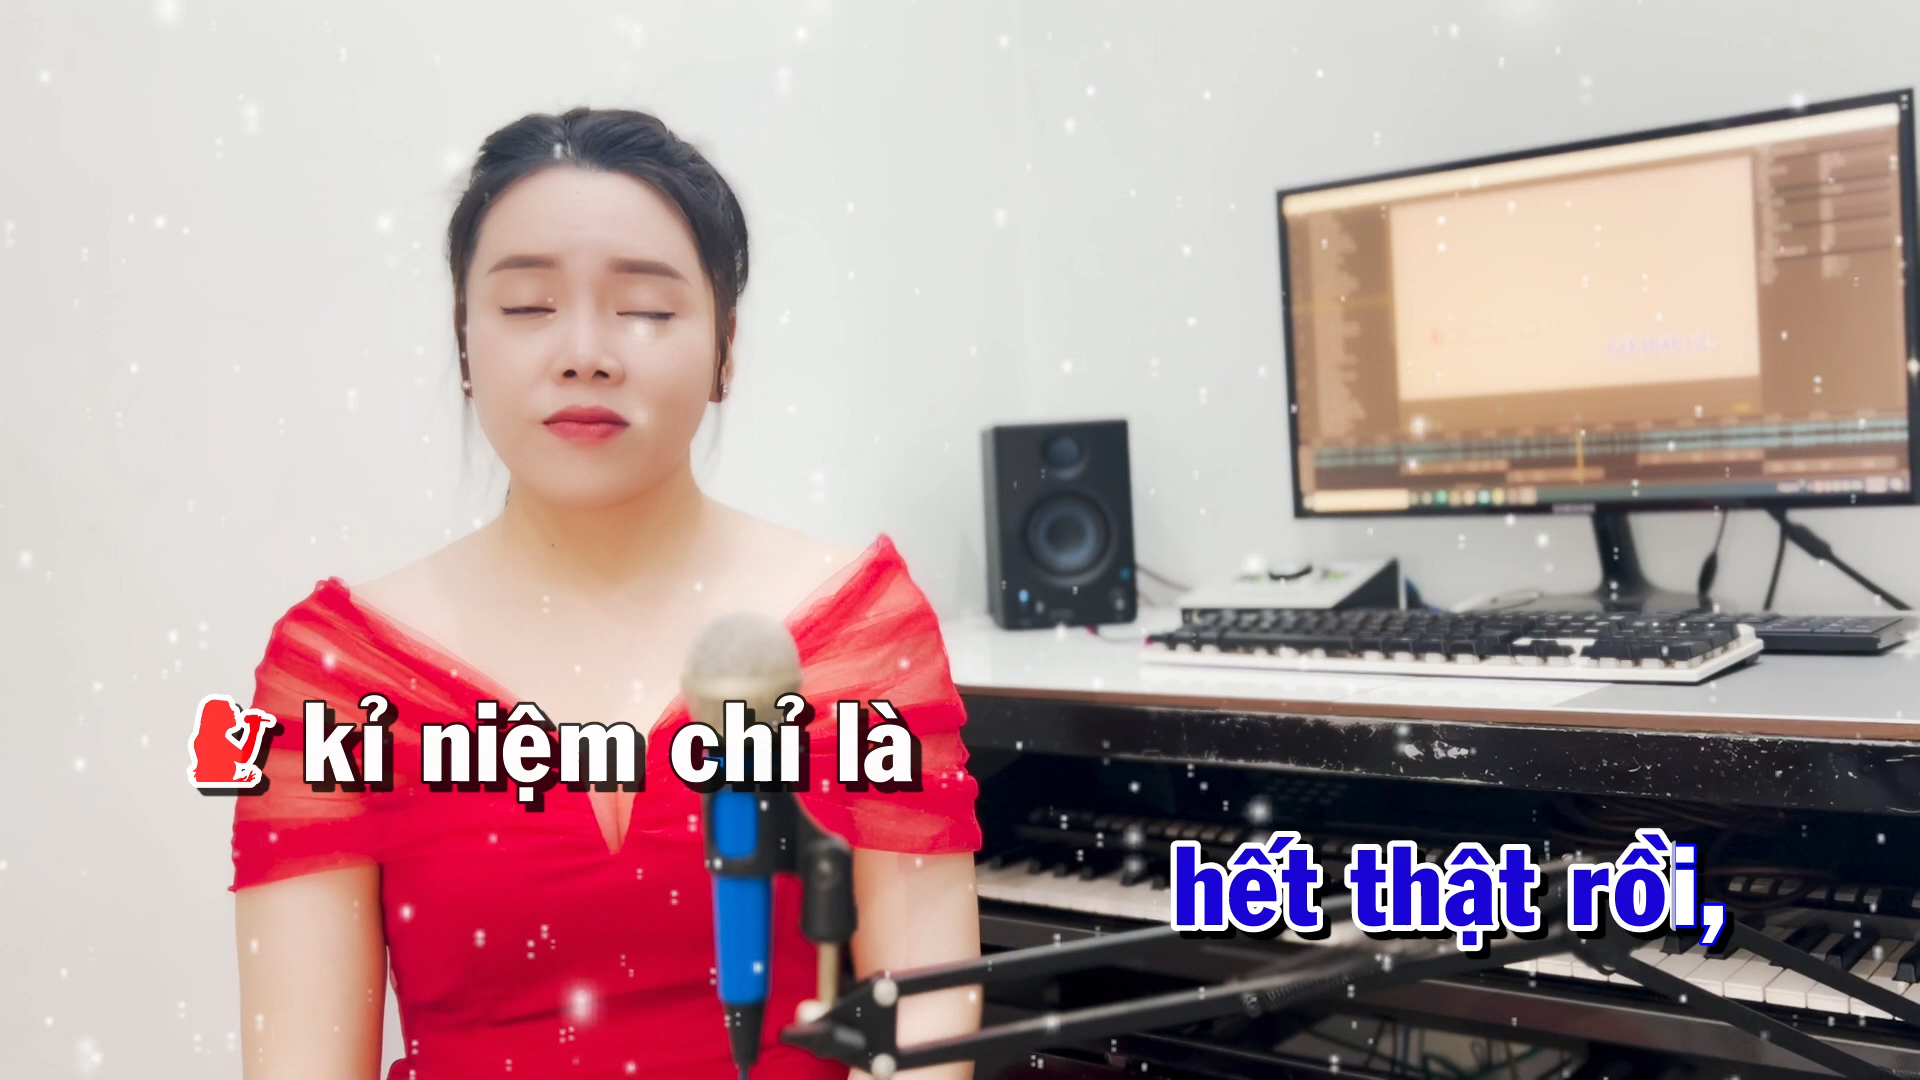 kỉ niệm chỉ là
hết thật rồi,